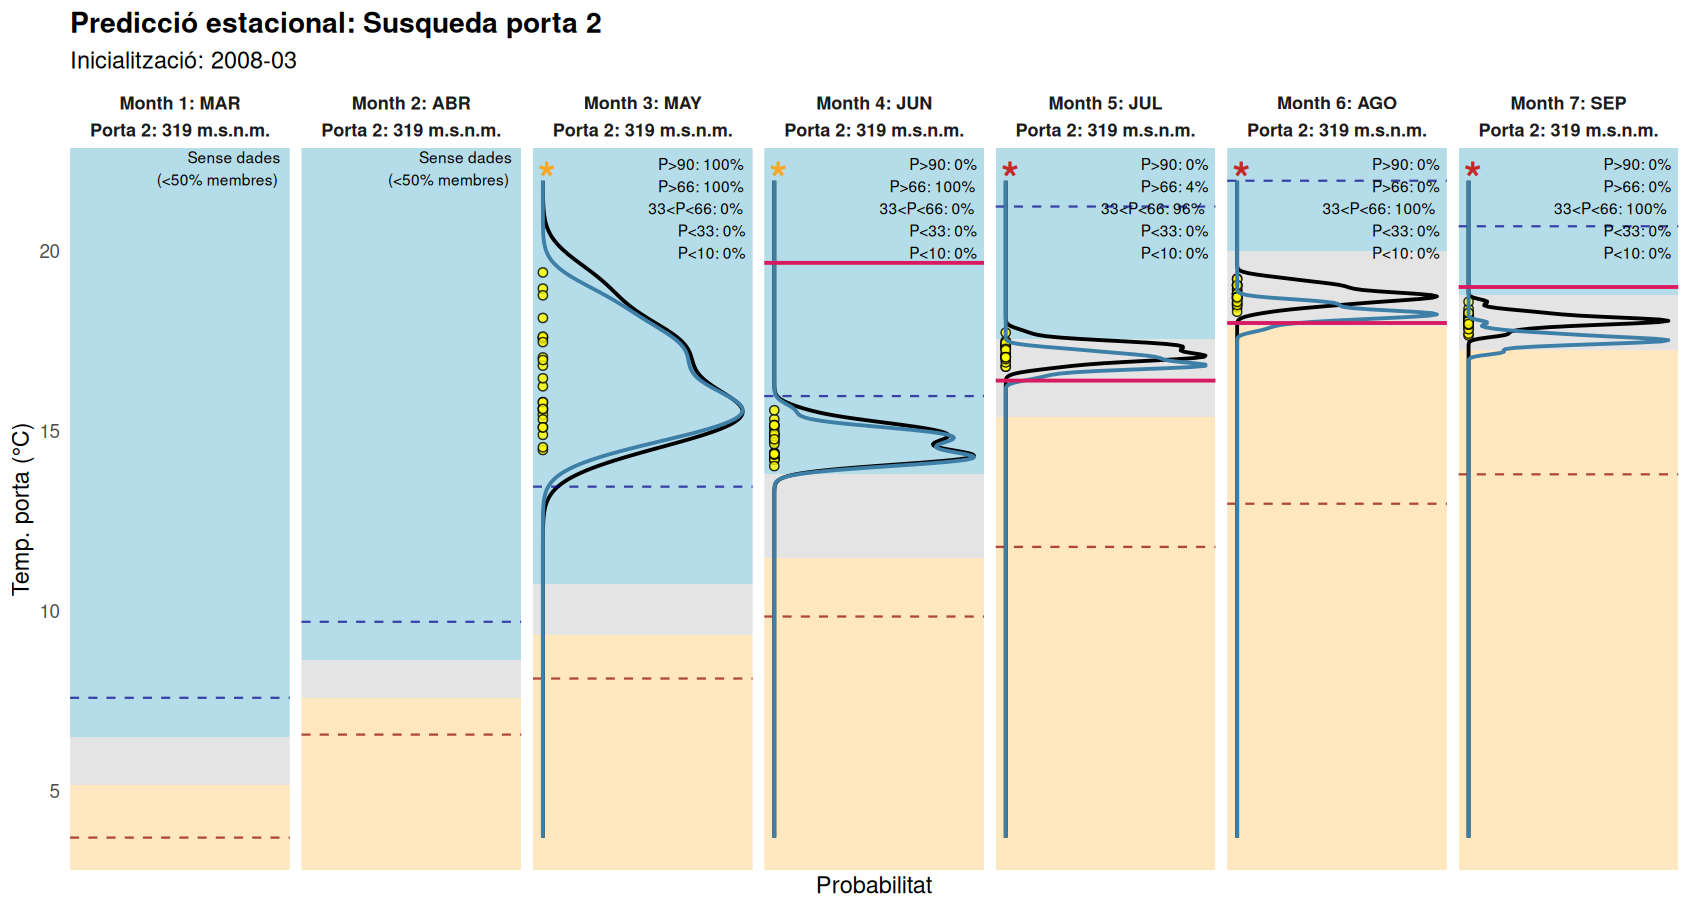 Predicció estacional: Susqueda porta 2
Inicialització: 2008-03
Month 1: MAR
Porta 2: 319 m.s.n.m.
Month 2: ABR
Porta 2: 319 m.s.n.m.
Month 3: MAY
Porta 2: 319 m.s.n.m.
Month 4: JUN
Porta 2: 319 m.s.n.m.
Month 5: JUL
Porta 2: 319 m.s.n.m.
Month 6: AGO
Porta 2: 319 m.s.n.m.
Month 7: SEP
Porta 2: 319 m.s.n.m.
Sense dades
(<50% membres)
Sense dades
(<50% membres)
*
P>90: 100%
P>66: 100%
33<P<66: 0%
P<33: 0%
P<10: 0%
*
P>90: 0%
P>66: 100%
33<P<66: 0%
P<33: 0%
P<10: 0%
*
P>90: 0%
P>66: 4%
33<P<66: 96%
P<33: 0%
P<10: 0%
*
P>90: 0%
P>66: 0%
33<P<66: 100%
P<33: 0%
P<10: 0%
*
P>90: 0%
P>66: 0%
33<P<66: 100%
P<33: 0%
P<10: 0%
20
15
10
5
Temp. porta (°C)
Probabilitat